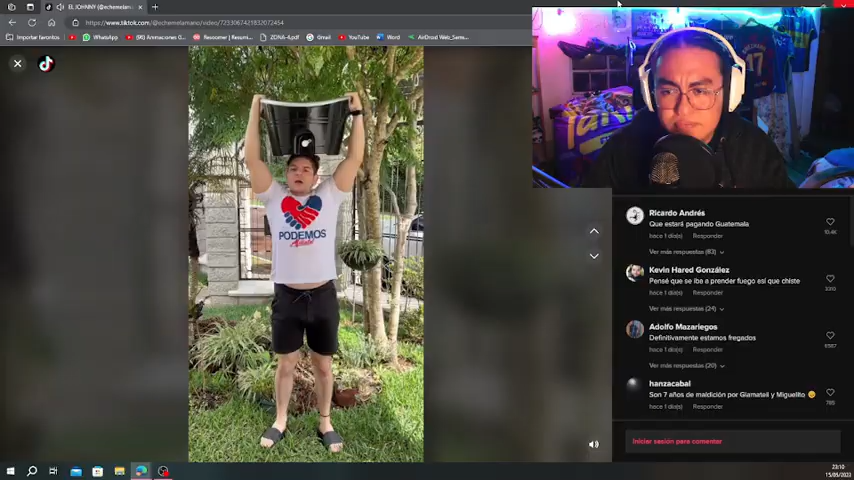 EL JOHNNY (@echemelamano
https://www.tiktok.com/@echemelamano/video/7233067421832072454
Importar favoritos
WhatsApp
Gmail
YouTube
Word
17
PODEMOS
Ricardo Andrés
Que estará pagando Guatemala
hace 1 día(s) Responder
Ver más respuestas (83)
Kevin Hared González
Pensé que se iba a prender fuego así que chiste
hace 1 día(s) Responder
Ver más respuestas (24)
Adolfo Mazariegos
Definitivamente estamos fregados
hace 1 día(s) Responder
Ver más respuestas (20)
hanzacabal
Son 7 años de maldición por Glamateil y Miguelito
785
hace 1 día(s) Responder
Iniciar sesión para comentar
23:10
15/05/2023